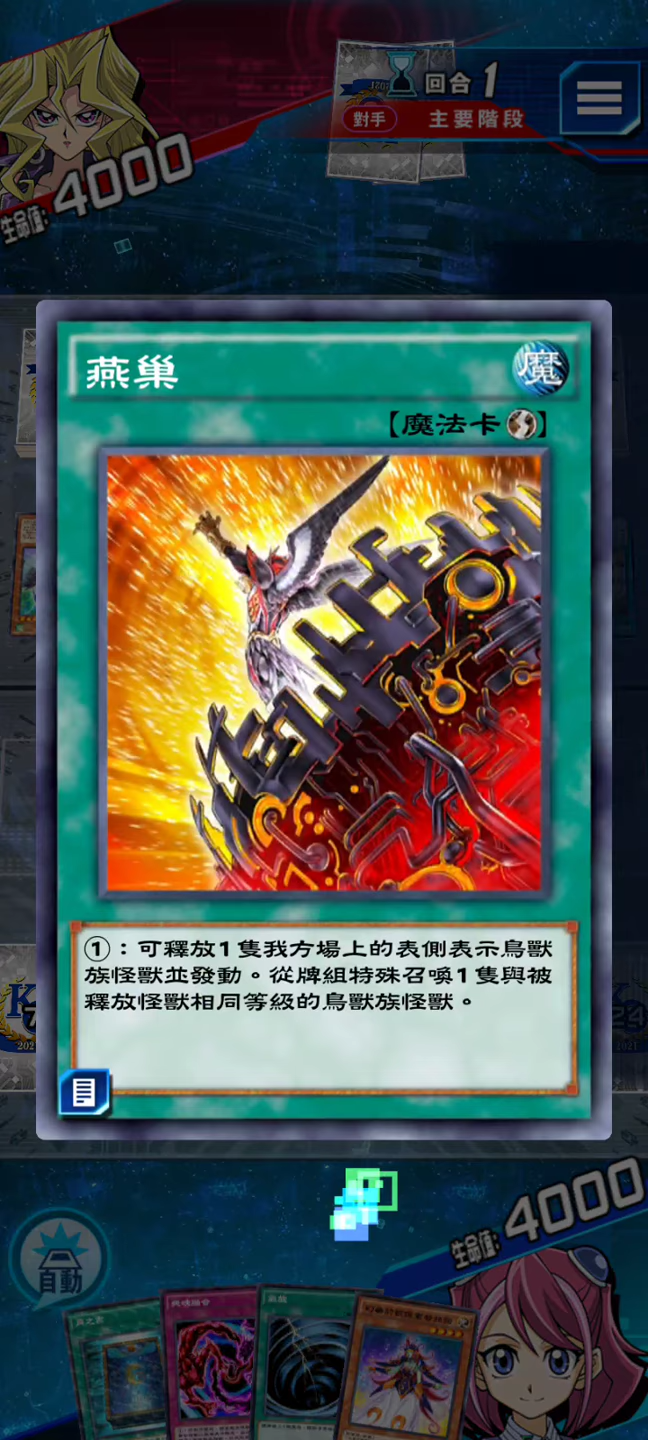 回合 1
對手 主要階段
4000
生命值:
燕巢
魔
【魔法卡】
①：可釋放1隻我方場上的表側表示鳥獸
族怪獸並發動。從牌組特殊召喚1隻與被
釋放怪獸相同等級的鳥獸族怪獸。
4000
生命值:
自動